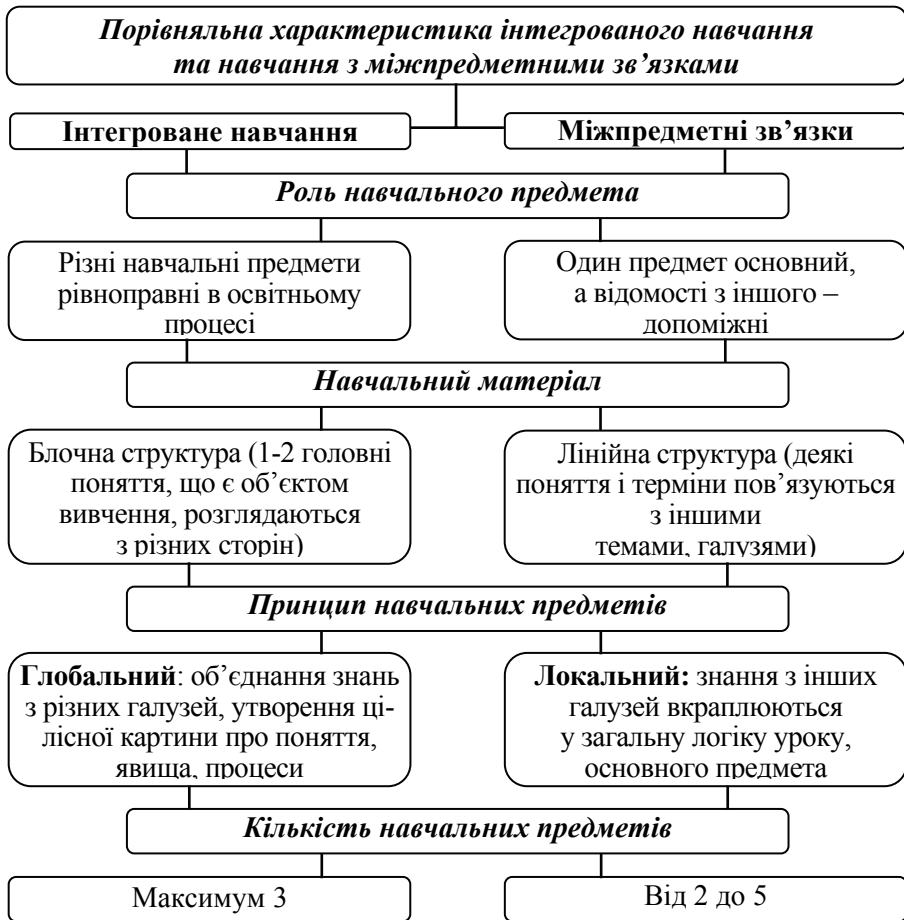 Порівняльна характеристика інтегрованого навчання
та навчання з міжпредметними зв’язками
Інтегроване навчання
Міжпредметні зв’язки
Роль навчального предмета
Різні навчальні предмети
рівноправні в освітньому
процесі
Один предмет основний,
а відомості з іншого –
допоміжні
Навчальний матеріал
Блочна структура (1-2 головні
поняття, що є об’єктом
вивчення, розглядаються
з різних сторін)
Лінійна структура (деякі
поняття і терміни пов’язуються
з іншими
темами, галузями)
Принцип навчальних предметів
Глобальний: об’єднання знань
з різних галузей, утворення ці-
лісної картини про поняття,
явища, процеси
Локальний: знання з інших
галузей вкраплюються
у загальну логіку уроку,
основного предмета
Кількість навчальних предметів
Максимум 3
Від 2 до 5